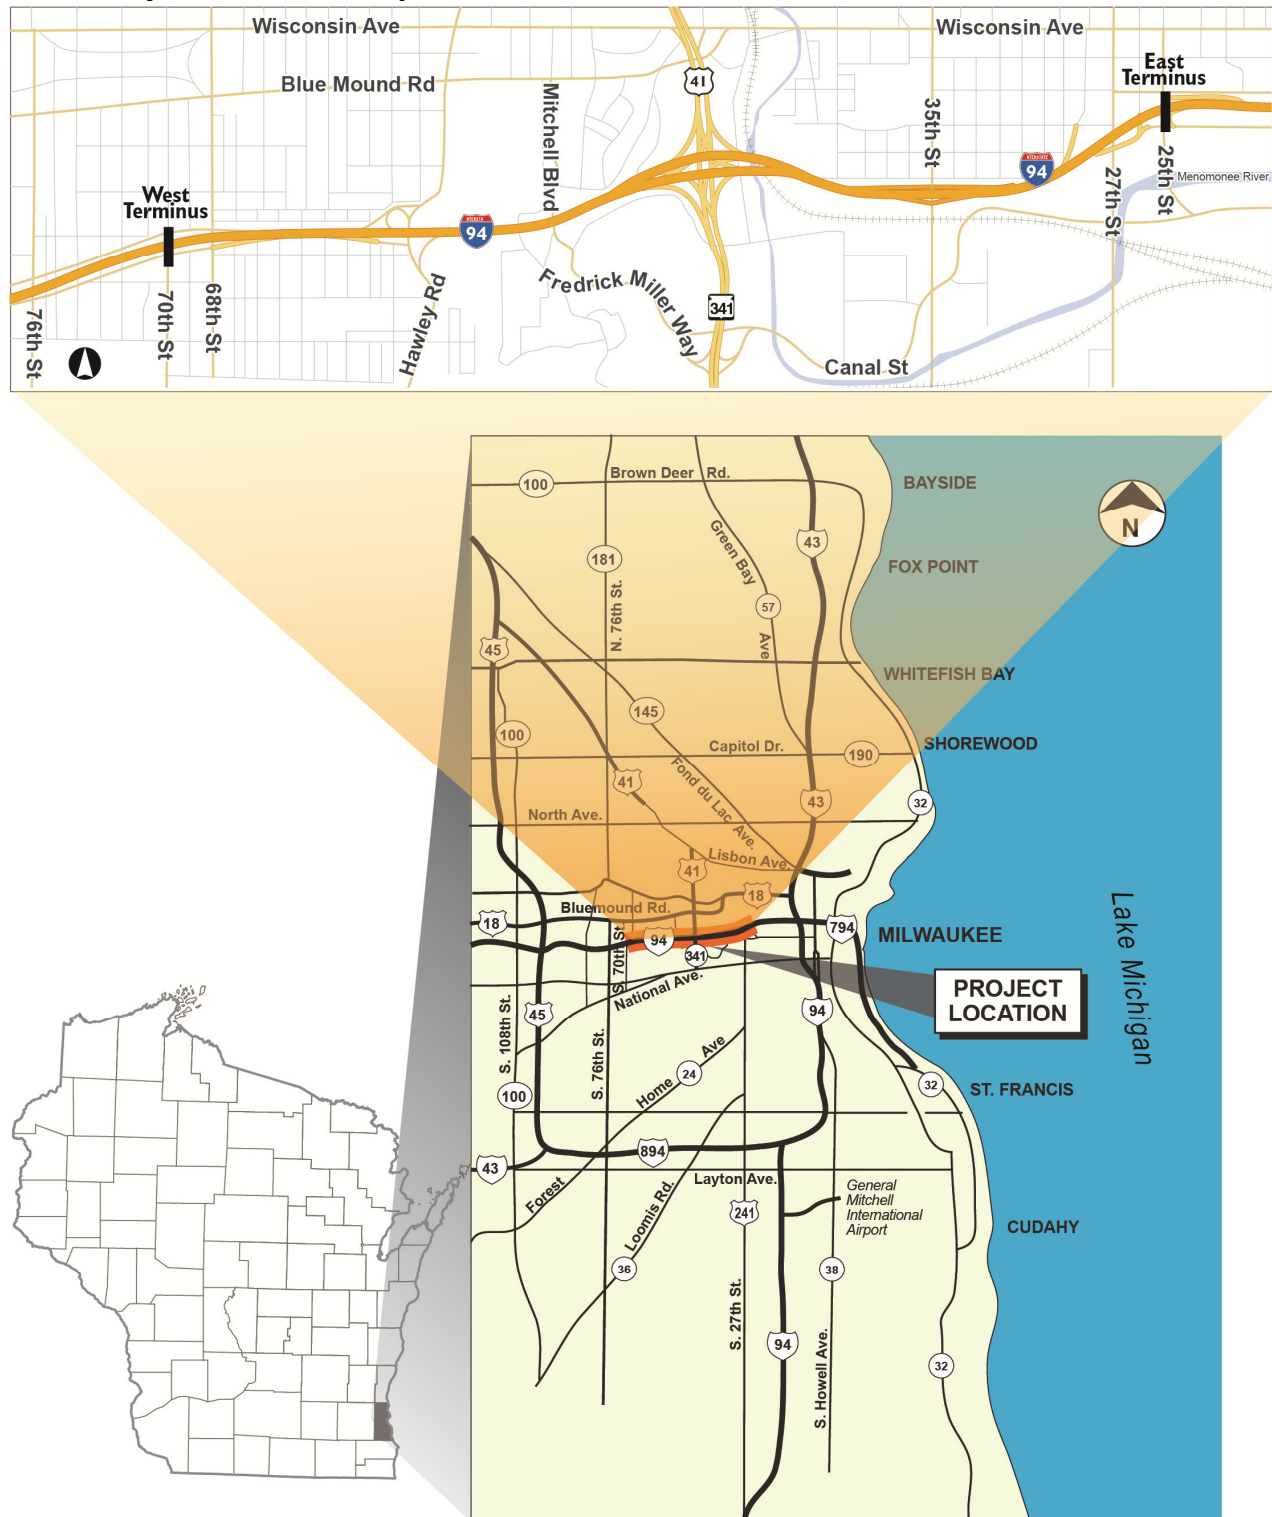 Wisconsin Ave
Wisconsin Ave
Blue Mound Rd
41
East
Terminus
Mitchell Blvd
35th St
94
25th St
Menomonee River
27th St
West
Terminus
94
Fredrick Miller Way
341
76th St
70th St
68th St
Hawley Rd
Canal St
Brown Deer Rd.
100
BAYSIDE
N
Green Bay
Ave
43
181
FOX POINT
57
N. 76th St.
45
WHITEFISH BAY
145
100
Capitol Dr.
190
SHOREWOOD
41
Fond du Lac Ave.
43
32
North Ave.
Lisbon Ave.
41
18
Bluemound Rd.
18
794
MILWAUKEE
94
341
S. 70th St.
National Ave.
PROJECT
LOCATION
Lake Michigan
S. 108th St.
45
94
S. 76th St.
Home Ave
24
32
ST. FRANCIS
100
894
43
Layton Ave.
Forest
Loomis Rd.
241
General
Mitchell
International
Airport
CUDAHY
36
38
S. 27th St.
94
S. Howell Ave.
32